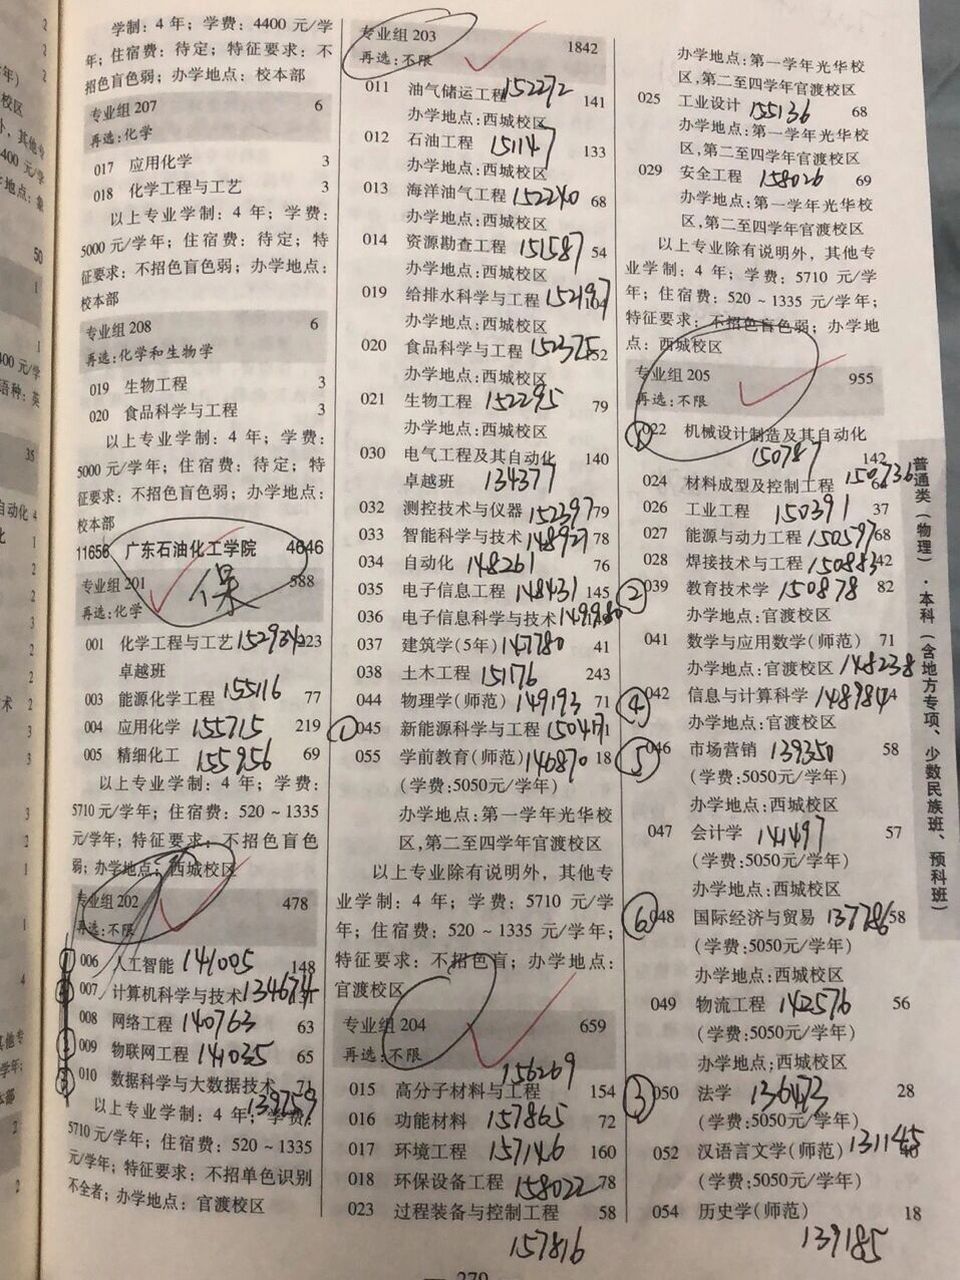 学制：4 年；学费：4400 元/学
年；住宿费：待定；特征要求：不
招色盲色弱；办学地点：校本部
专业组 207 6
再选:化学
017 应用化学 3
018 化学工程与工艺 3
以上专业学制：4 年；学费：
5000 元/学年；住宿费：待定；特
征要求：不招色盲色弱；办学地点：
校本部
专业组 208 6
再选:化学和生物学
019 生物工程 3
020 食品科学与工程 3
以上专业学制：4 年；学费：
5000 元/学年；住宿费：待定；特
征要求：不招色盲色弱；办学地点：
校本部
11656 广东石油化工学院 4646
专业组 201 588
再选:化学
保
001 化学工程与工艺 152934 223
卓越班
003 能源化学工程 155116 77
004 应用化学 155715 219
005 精细化工 155956 69
以上专业学制：4 年；学费：
5710 元/学年；住宿费：520 ~ 1335
元/学年；特征要求：不招色盲色
弱；办学地点：西城校区
专业组 202 478
再选:不限
006 人工智能 141005 148
007 计算机科学与技术 134674
008 网络工程 140763 63
009 物联网工程 141035 65
010 数据科学与大数据技术
139759
以上专业学制：4 年；学费：
5710 元/学年；住宿费：520 ~ 1335
元/学年；特征要求：不招单色识别
不全者；办学地点：官渡校区
专业组 203 1842
再选:不限
011 油气储运工程 152272 141
办学地点:西城校区
012 石油工程 151147 133
办学地点:西城校区
013 海洋油气工程 152240 68
办学地点:西城校区
014 资源勘查工程 151587 54
办学地点:西城校区
019 给排水科学与工程 152197
办学地点:西城校区
020 食品科学与工程 152375 52
办学地点:西城校区
021 生物工程 152295 79
办学地点:西城校区
030 电气工程及其自动化 140
卓越班 134377
032 测控技术与仪器 152397 79
033 智能科学与技术 148927 78
034 自动化 148261 76
035 电子信息工程 148431 145
036 电子信息科学与技术 149980
037 建筑学(5年) 147780 41
038 土木工程 151176 243
044 物理学(师范) 149193 71
① 045 新能源科学与工程 150471
055 学前教育(师范) 146870 18
(学费:5050元/学年)
办学地点:第一学年光华校
区,第二至四学年官渡校区
以上专业除有说明外，其他专
业学制：4 年；学费：5710 元/学
年；住宿费：520 ~ 1335 元/学年；
特征要求：不招色盲；办学地点：
官渡校区
专业组 204 659
再选:不限
156269
015 高分子材料与工程 154
016 功能材料 157865 72
017 环境工程 157146 160
018 环保设备工程 158022 78
023 过程装备与控制工程 58
157816
办学地点:第一学年光华校
区,第二至四学年官渡校区
025 工业设计 155136 68
办学地点:第一学年光华校
区,第二至四学年官渡校区
029 安全工程 158026 69
办学地点:第一学年光华校
区,第二至四学年官渡校区
以上专业除有说明外，其他专
业学制：4 年；学费：5710 元/学
年；住宿费：520 ~ 1335 元/学年；
特征要求：不招色盲色弱；办学地
点：西城校区
专业组 205 955
再选:不限
① 022 机械设计制造及其自动化
150787 142
024 材料成型及控制工程 150736
026 工业工程 150391 37
027 能源与动力工程 150597 68
028 焊接技术与工程 150883 42
② 039 教育技术学 150878 82
办学地点:官渡校区
041 数学与应用数学(师范) 71
办学地点:官渡校区 148238
④ 042 信息与计算科学 148984
办学地点:官渡校区
⑤ 046 市场营销 139350 58
(学费:5050元/学年)
办学地点:西城校区
047 会计学 141497 57
(学费:5050元/学年)
办学地点:西城校区
⑥ 048 国际经济与贸易 137786 58
(学费:5050元/学年)
办学地点:西城校区
049 物流工程 142576 56
(学费:5050元/学年)
办学地点:西城校区
③ 050 法学 136473 28
(学费:5050元/学年)
052 汉语言文学(师范) 131145
(学费:5050元/学年)
054 历史学(师范) 18
139185
普通类（物理）·本科（含地方专项、少数民族班、预科班）
279